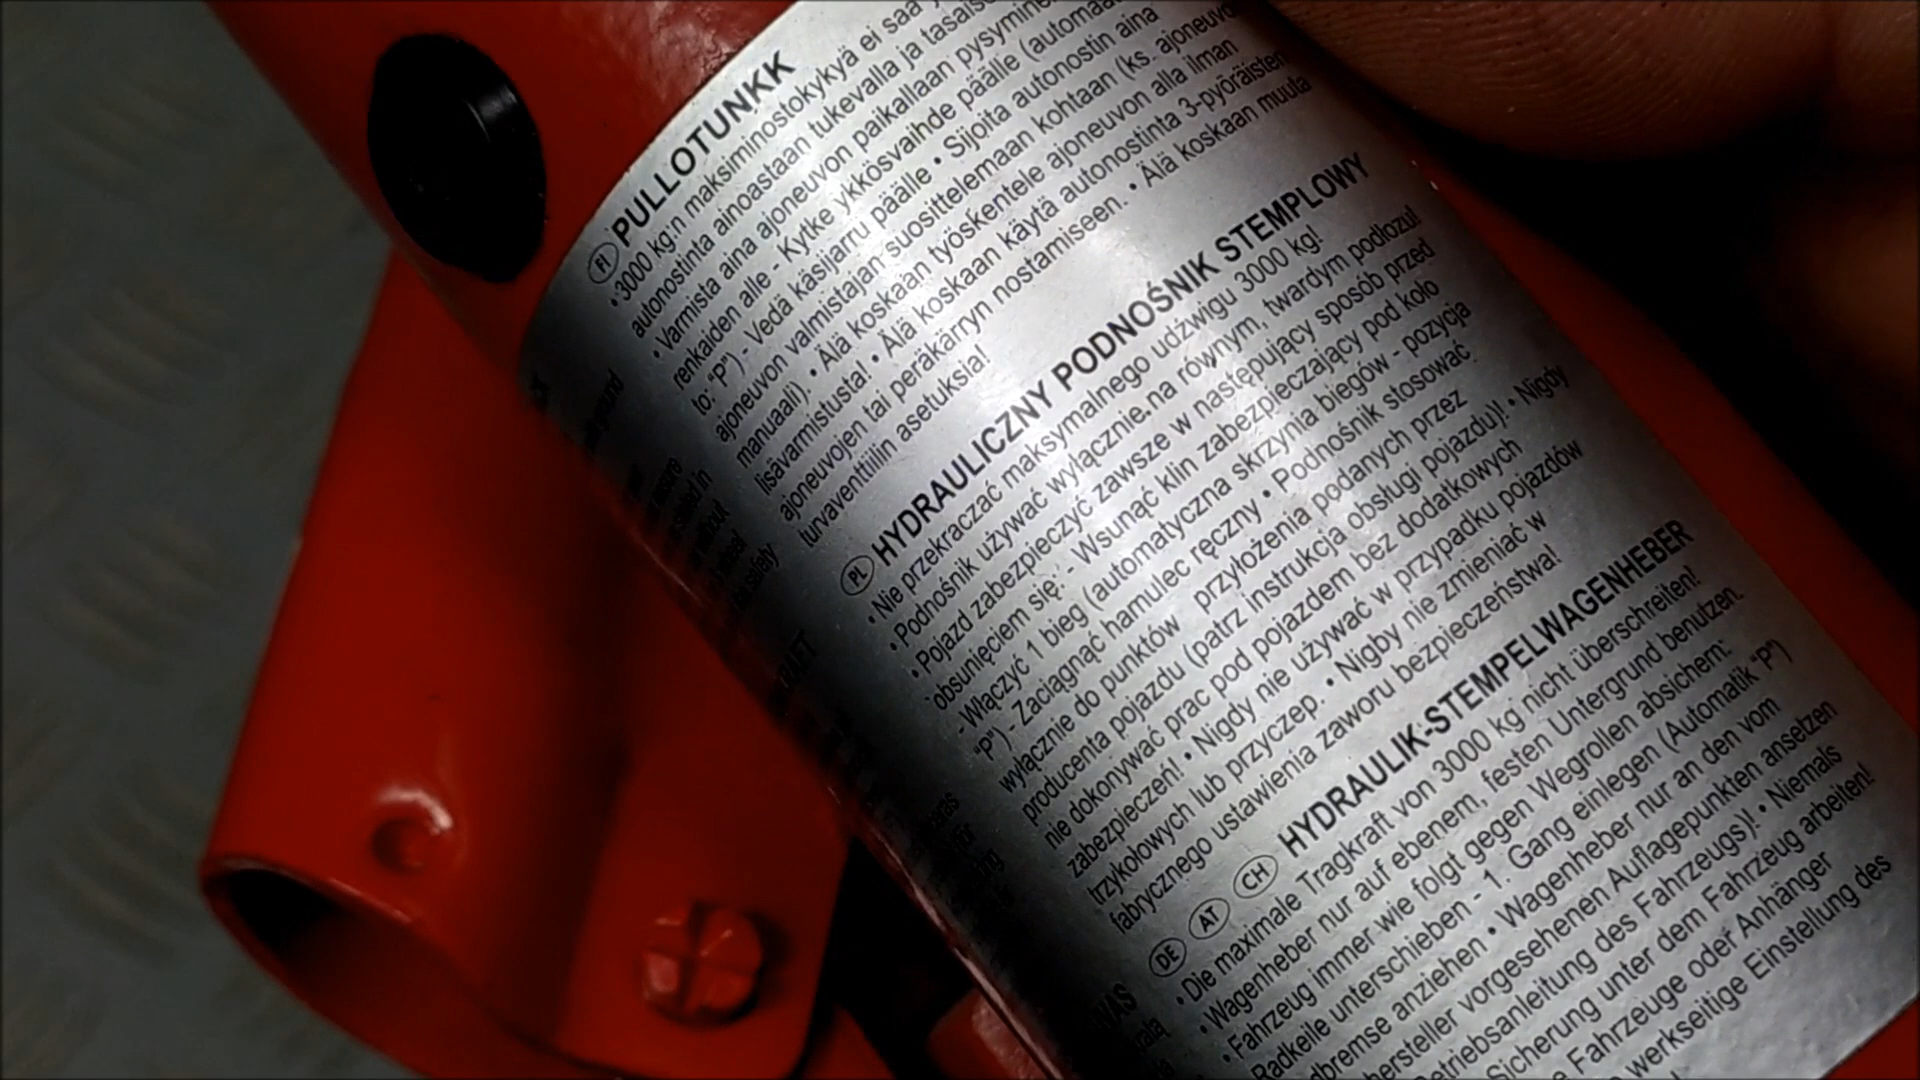 FI PULLOTUNKK
• 3000 kg:n maksiminostokykyä ei saa
autonostinta ainoastaan tukevalla ja tasais
• Varmista aina ajoneuvon paikallaan pysymine
renkaiden alle - Kytke ykkösvaihde päälle (automaa
to: "P") - Vedä käsijarru päälle • Sijoita autonostin aina
ajoneuvon valmistajan suosittelemaan kohtaan (ks. ajoneuvo
manuaali). • Älä koskaan työskentele ajoneuvon alla ilman
lisävarmistusta! • Älä koskaan käytä autonostinta 3-pyöräisten
ajoneuvojen tai peräkärryn nostamiseen. • Älä koskaan muuta
turvaventtiilin asetuksia!
PL HYDRAULICZNY PODNOŚNIK STEMPLOWY
• Nie przekraczać maksymalnego udźwigu 3000 kg!
• Podnośnik używać wyłącznie na równym, twardym podłożu!
• Pojazd zabezpieczyć zawsze w następujący sposób przed
obsunięciem się: - Wsunąć klin zabezpieczający pod koło
- Włączyć 1 bieg (automatyczna skrzynia biegów - pozycja
"P") - Zaciągnąć hamulec ręczny • Podnośnik stosować
wyłącznie do punktów przyłożenia podanych przez
producenta pojazdu (patrz instrukcja obsługi pojazdu)! • Nigdy
nie dokonywać prac pod pojazdem bez dodatkowych
zabezpieczeń! • Nigdy nie używać w przypadku pojazdów
trzykołowych lub przyczep. • Nigby nie zmieniać w
fabrycznego ustawienia zaworu bezpieczeństwa!
DE AT CH HYDRAULIK-STEMPELWAGENHEBER
• Die maximale Tragkraft von 3000 kg nicht überschreiten!
• Wagenheber nur auf ebenem, festen Untergrund benutzen.
• Fahrzeug immer wie folgt gegen Wegrollen absichern:
Radkeile unterschieben - 1. Gang einlegen (Automatik "P")
dbremse anziehen • Wagenheber nur an den vom
hersteller vorgesehenen Auflagepunkten ansetzen
etriebsanleitung des Fahrzeugs)! • Niemals
Sicherung unter dem Fahrzeug arbeiten!
e Fahrzeuge oder Anhänger
werkseitige Einstellung des